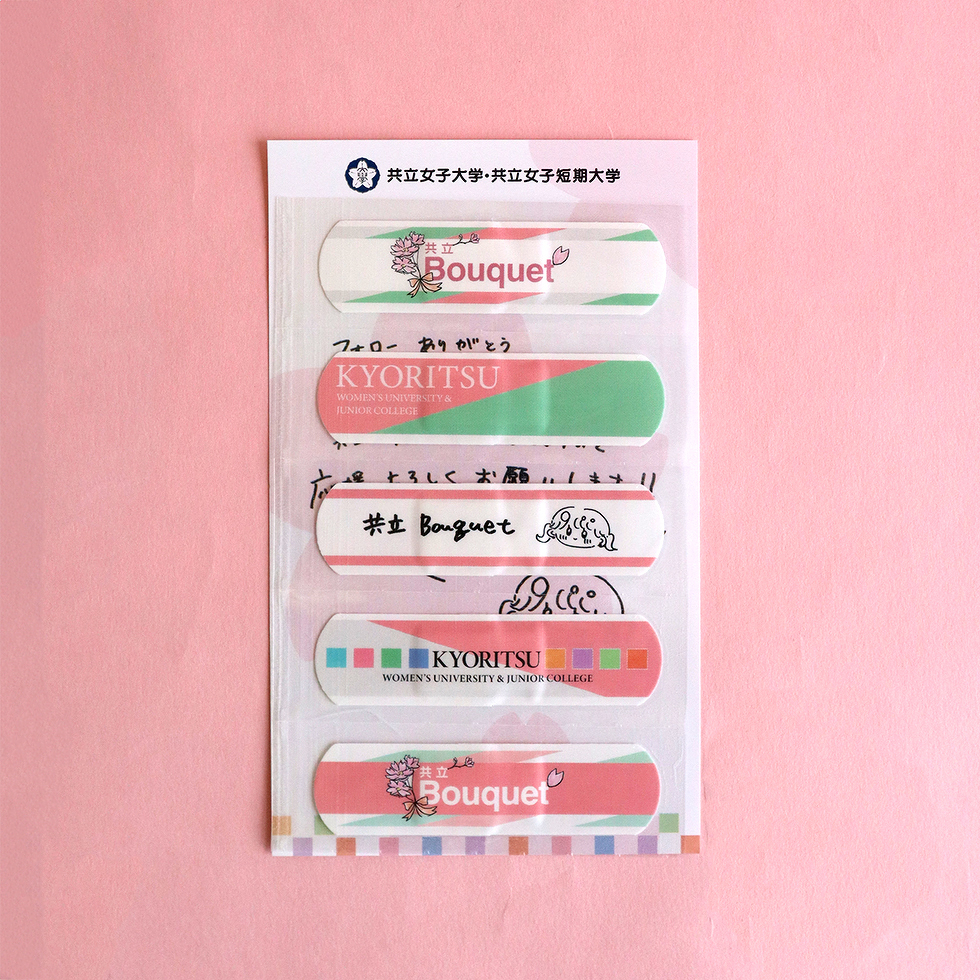 共立女子大学・共立女子短期大学
共立
Bouquet
フォロー ありがとう
KYORITSU
WOMEN'S UNIVERSITY &
JUNIOR COLLEGE
応援 よろしく お願いします!!
共立 Bouquet
KYORITSU
WOMEN'S UNIVERSITY & JUNIOR COLLEGE
共立
Bouquet